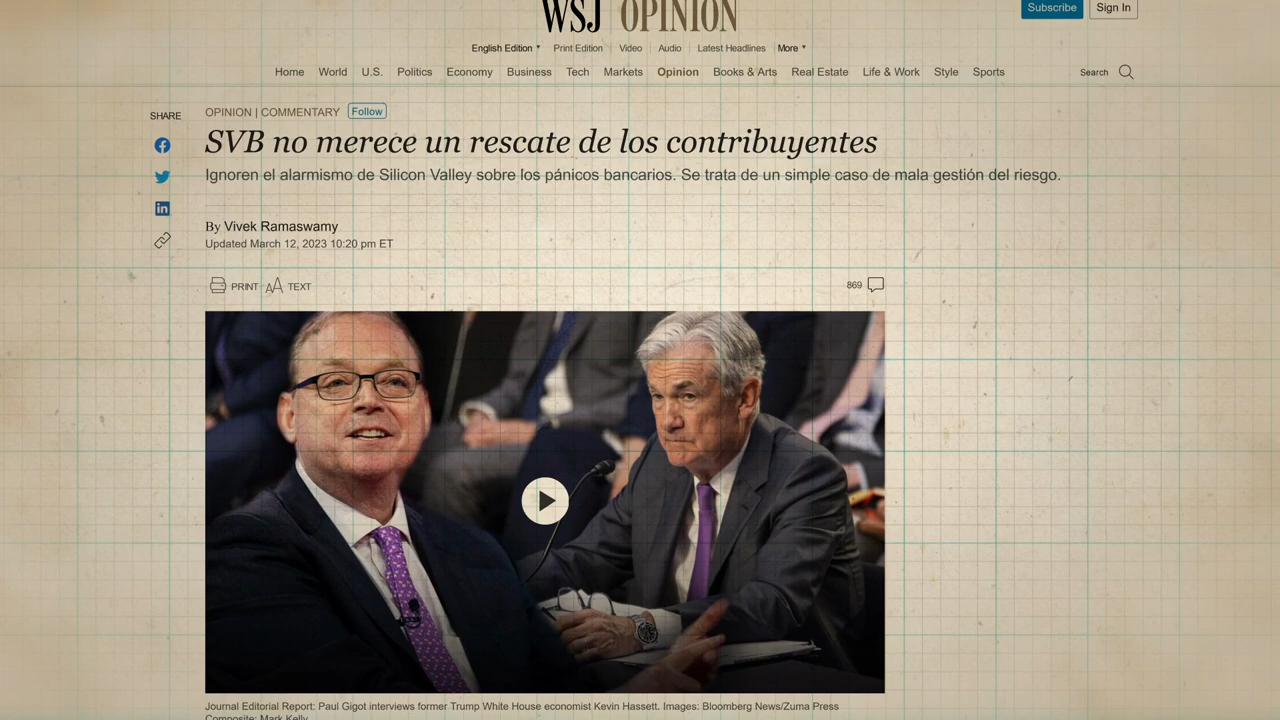 WSJ OPINION
Subscribe
Sign In
English Edition
Print Edition
Video
Audio
Latest Headlines
More
Home
World
U.S.
Politics
Economy
Business
Tech
Markets
Opinion
Books & Arts
Real Estate
Life & Work
Style
Sports
Search
SHARE
OPINION | COMMENTARY
Follow
SVB no merece un rescate de los contribuyentes
Ignoren el alarmismo de Silicon Valley sobre los pánicos bancarios. Se trata de un simple caso de mala gestión del riesgo.
By Vivek Ramaswamy
Updated March 12, 2023 10:20 pm ET
PRINT
AA TEXT
869
Journal Editorial Report: Paul Gigot interviews former Trump White House economist Kevin Hassett. Images: Bloomberg News/Zuma Press
Composite: Mark Kelly